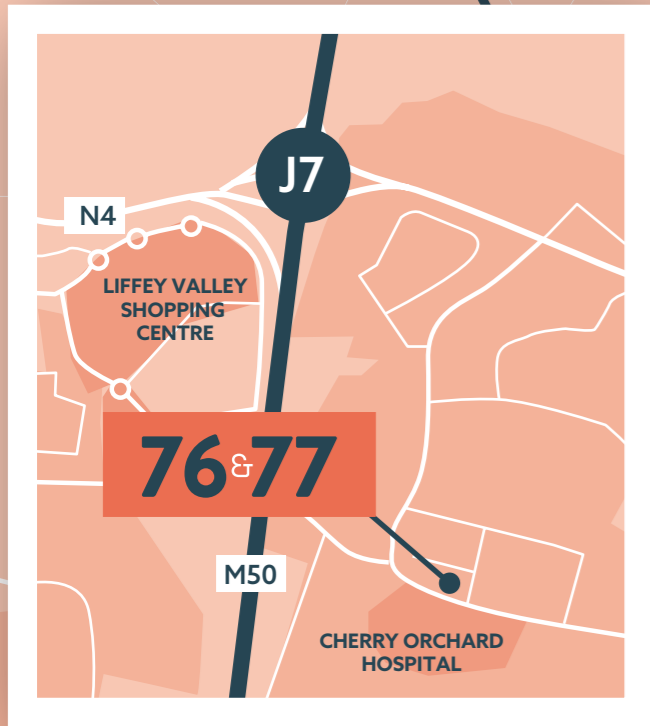 J7
N4
LIFFEY VALLEY
SHOPPING
CENTRE
76 & 77
M50
CHERRY ORCHARD
HOSPITAL